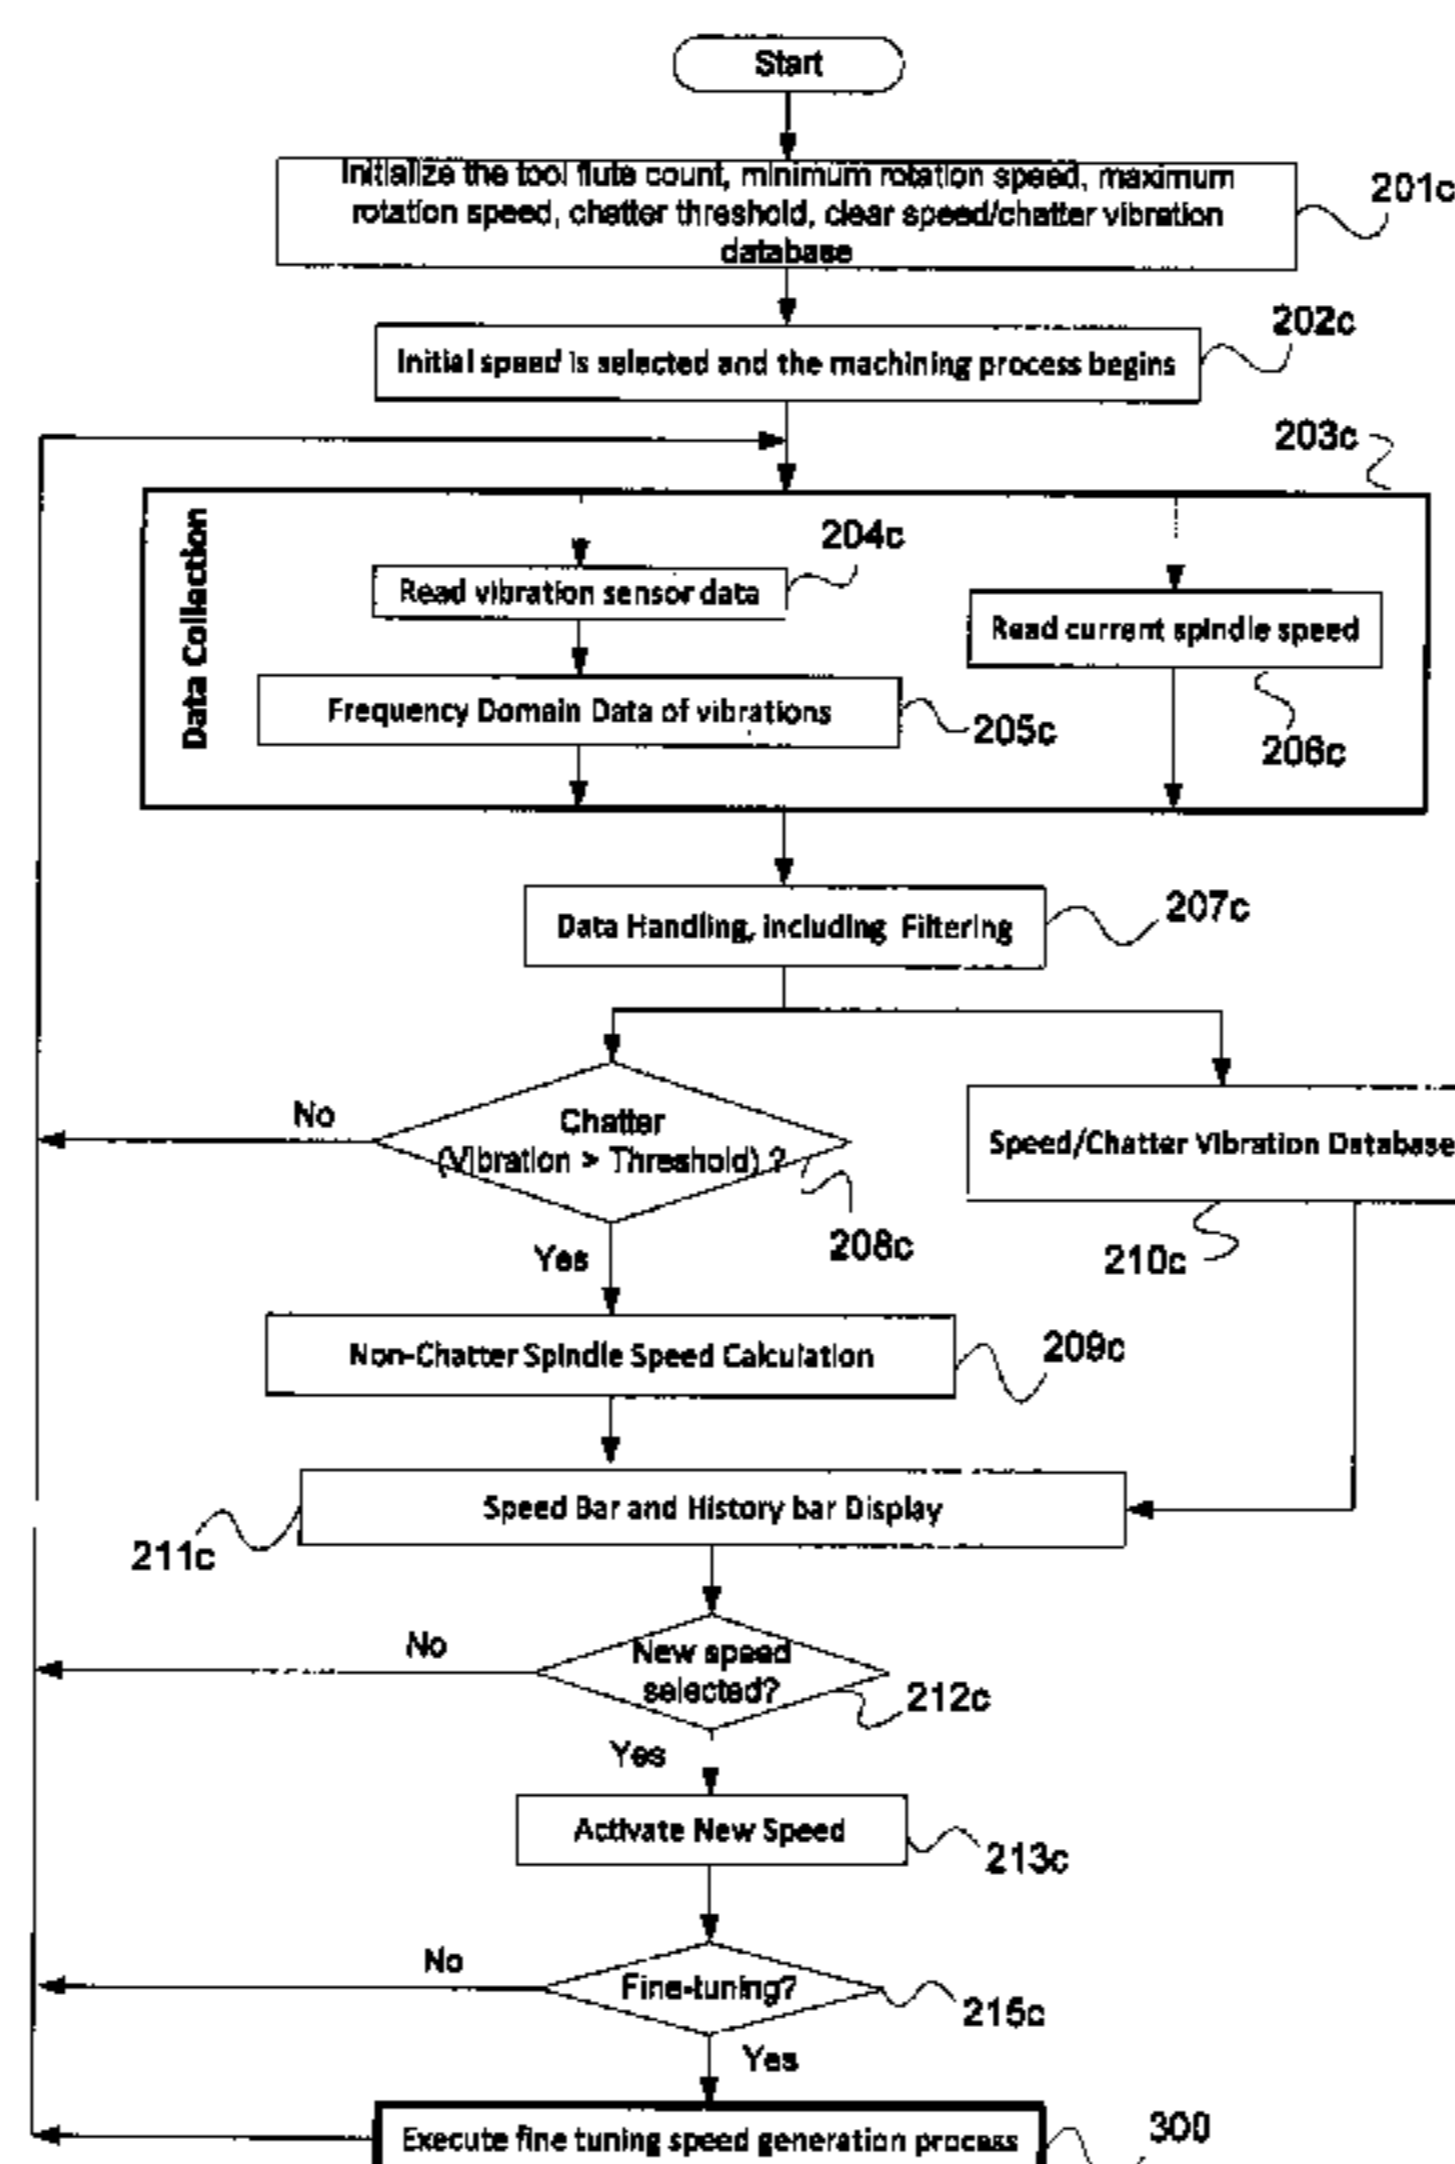 Start
Initialize the tool flute count, minimum rotation speed, maximum
rotation speed, chatter threshold, clear speed/chatter vibration
database
201c
Initial speed is selected and the machining process begins
202c
203c
Data Collection
Read vibration sensor data
204c
Read current spindle speed
206c
Frequency Domain Data of vibrations
205c
Data Handling, including Filtering
207c
Chatter
(Vibration > Threshold) ?
208c
No
Yes
Speed/Chatter Vibration Database
210c
Non-Chatter Spindle Speed Calculation
209c
Speed Bar and History bar Display
211c
New speed
selected?
212c
No
Yes
Activate New Speed
213c
Fine-tuning?
215c
No
Yes
Execute fine tuning speed generation process
300